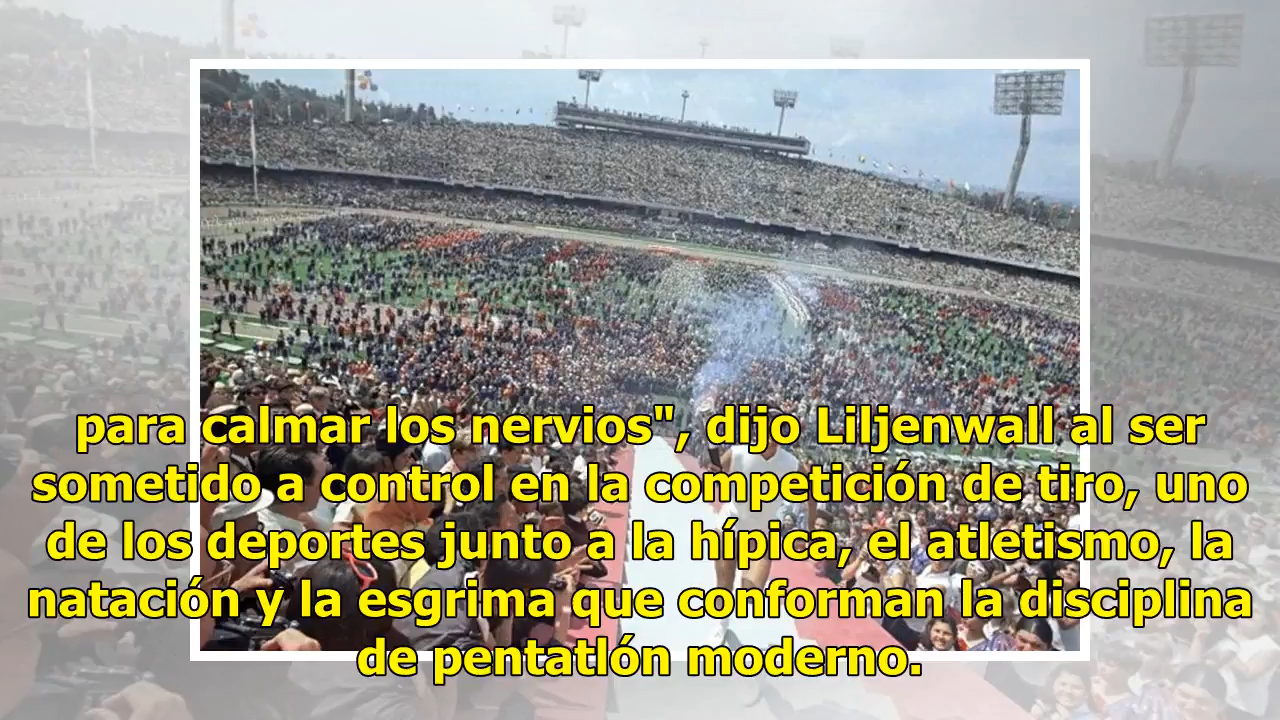 para calmar los nervios", dijo Liljenwall al ser
sometido a control en la competición de tiro, uno
de los deportes junto a la hípica, el atletismo, la
natación y la esgrima que conforman la disciplina
de pentatlón moderno.